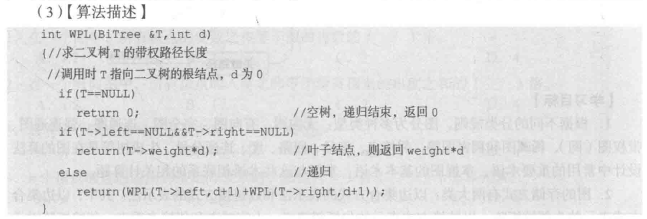 (3)【算法描述】
int WPL(BiTree &T,int d)
{//求二叉树 T 的带权路径长度
//调用时 T 指向二叉树的根结点，d 为 0
if(T==NULL)
return 0; //空树，递归结束，返回 0
if(T->left==NULL&&T->right==NULL)
return(T->weight*d); //叶子结点，则返回 weight*d
else //递归
return(WPL(T->left,d+1)+WPL(T->right,d+1));
}